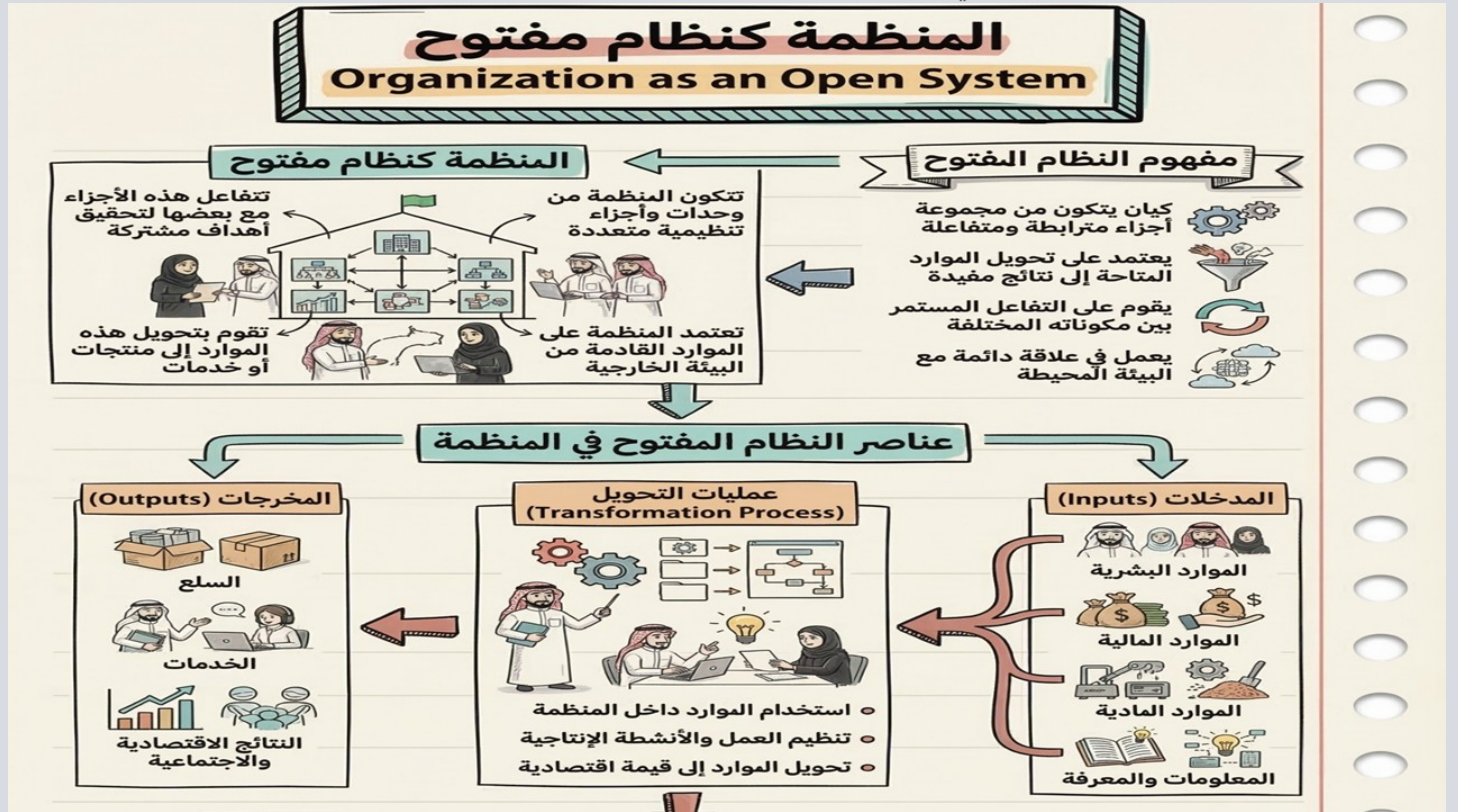 المنظمة كنظام مفتوح
Organization as an Open System
مفهوم النظام المفتوح
كيان يتكون من مجموعة
أجزاء مترابطة ومتفاعلة
يعتمد على تحويل الموارد
المتاحة إلى نتائج مفيدة
يقوم على التفاعل المستمر
بين مكوناته المختلفة
يعمل في علاقة دائمة مع
البيئة المحيطة
المنظمة كنظام مفتوح
تتكون المنظمة من
وحدات وأجزاء
تنظيمية متعددة
تتفاعل هذه الأجزاء
مع بعضها لتحقيق
أهداف مشتركة
تعتمد المنظمة على
الموارد القادمة من
البيئة الخارجية
تقوم بتحويل هذه
الموارد إلى منتجات
أو خدمات
عناصر النظام المفتوح في المنظمة
المدخلات (Inputs)
الموارد البشرية
$ $ $ $
الموارد المالية
الموارد المادية
المعلومات والمعرفة
عمليات التحويل
(Transformation Process)
استخدام الموارد داخل المنظمة
تنظيم العمل والأنشطة الإنتاجية
تحويل الموارد إلى قيمة اقتصادية
المخرجات (Outputs)
السلع
الخدمات
النتائج الاقتصادية
والاجتماعية